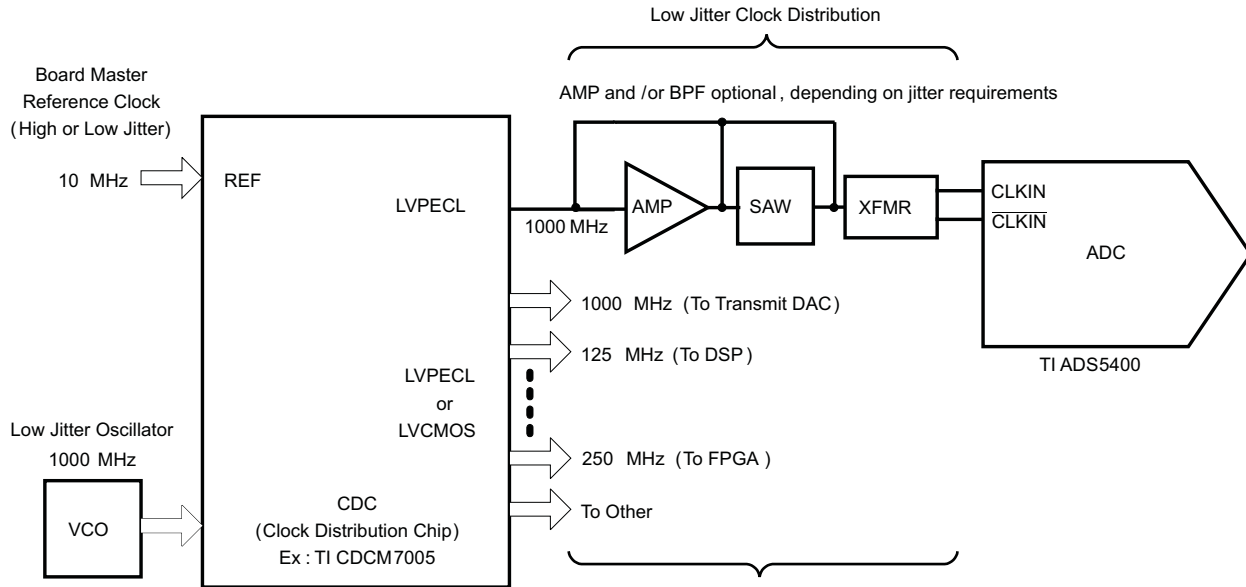 Low Jitter Clock Distribution
Board Master
Reference Clock
(High or Low Jitter)
10 MHz
AMP and /or BPF optional, depending on jitter requirements
REF
LVPECL
1000 MHz
AMP
SAW
XFMR
CLKIN
CLKIN
ADC
TI ADS5400
1000 MHz (To Transmit DAC)
125 MHz (To DSP)
LVPECL
or
LVCMOS
250 MHz (To FPGA)
To Other
Low Jitter Oscillator
1000 MHz
VCO
CDC
(Clock Distribution Chip)
Ex : TI CDCM7005